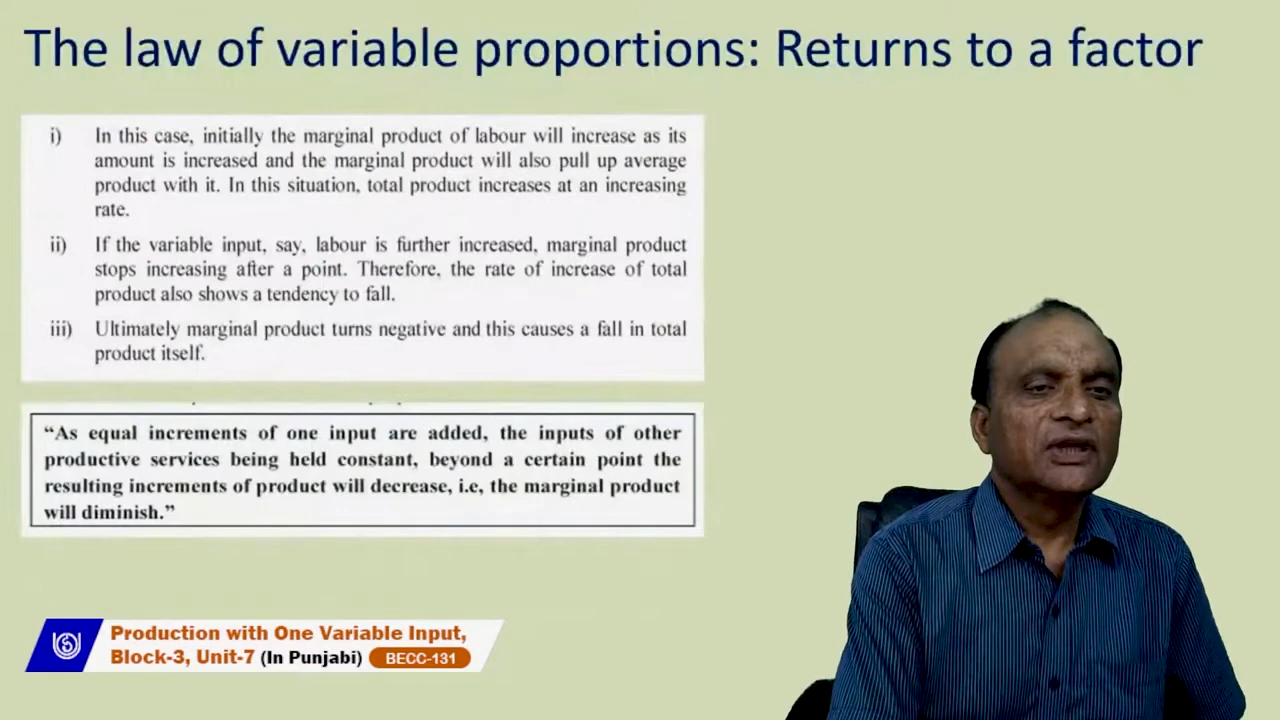 The law of variable proportions: Returns to a factor
i) In this case, initially the marginal product of labour will increase as its
amount is increased and the marginal product will also pull up average
product with it. In this situation, total product increases at an increasing
rate.
ii) If the variable input, say, labour is further increased, marginal product
stops increasing after a point. Therefore, the rate of increase of total
product also shows a tendency to fall.
iii) Ultimately marginal product turns negative and this causes a fall in total
product itself.
“As equal increments of one input are added, the inputs of other
productive services being held constant, beyond a certain point the
resulting increments of product will decrease, i.e, the marginal product
will diminish.”
Production with One Variable Input,
Block-3, Unit-7 (In Punjabi) BECC-131